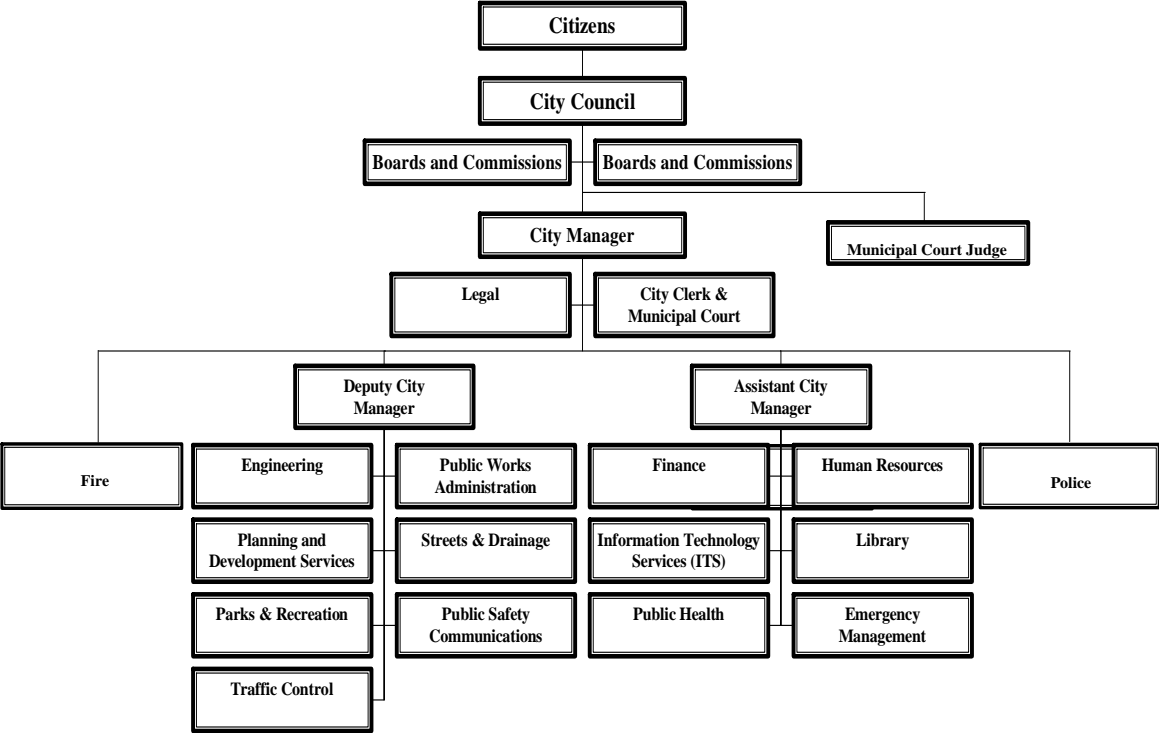 Citizens
City Council
Boards and Commissions
Boards and Commissions
City Manager
Municipal Court Judge
Legal
City Clerk &
Municipal Court
Deputy City
Manager
Assistant City
Manager
Fire
Engineering
Public Works
Administration
Finance
Human Resources
Police
Planning and
Development Services
Streets & Drainage
Information Technology
Services (ITS)
Library
Parks & Recreation
Public Safety
Communications
Public Health
Emergency
Management
Traffic Control